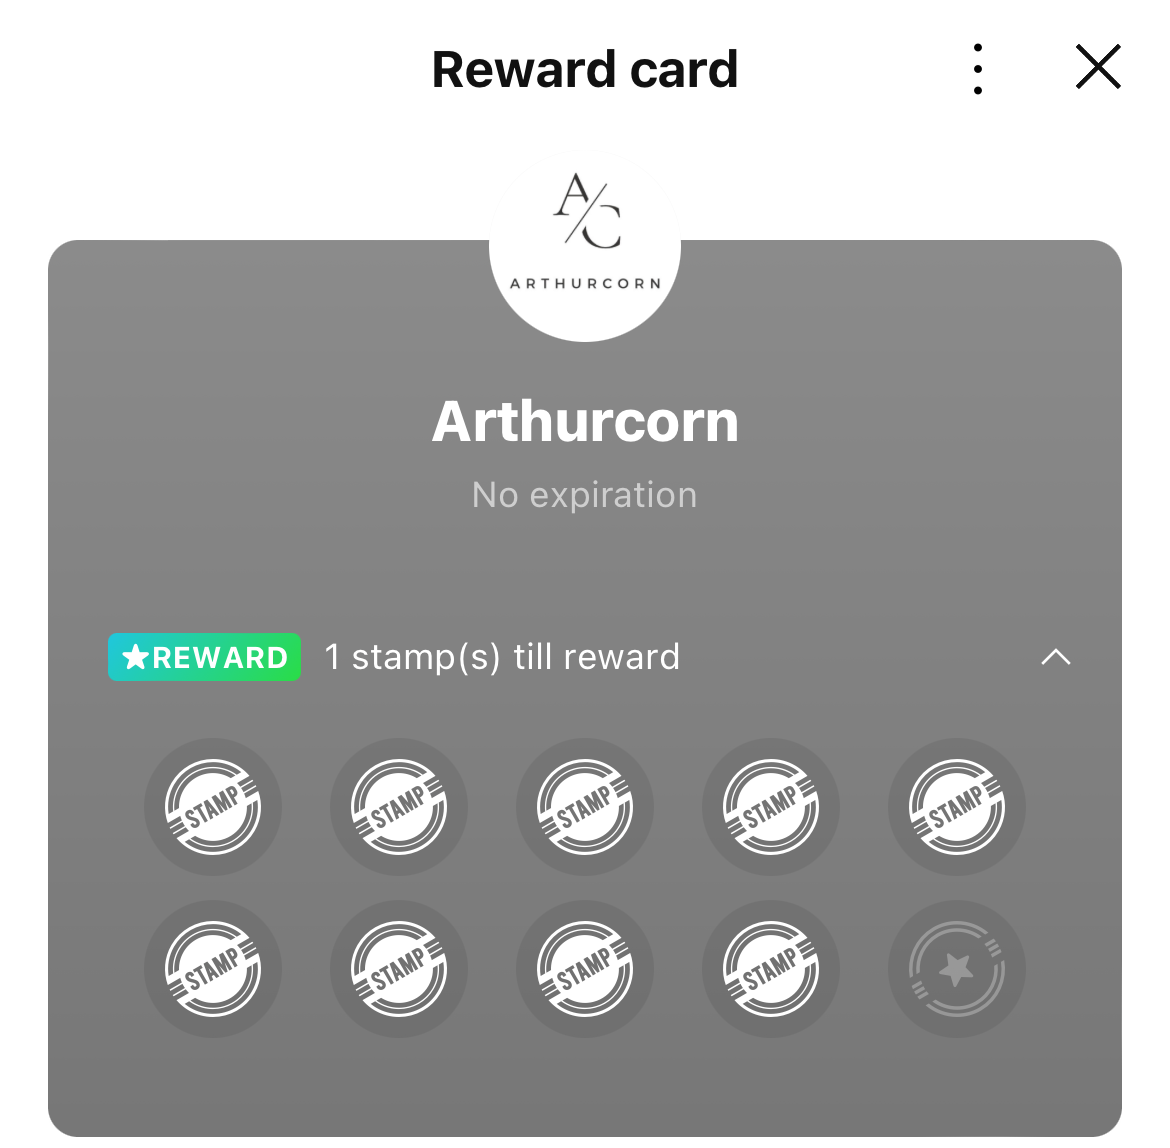 Reward card
A/C
ARTHURCORN
Arthurcorn
No expiration
REWARD 1 stamp(s) till reward
STAMP STAMP STAMP STAMP STAMP
STAMP STAMP STAMP STAMP